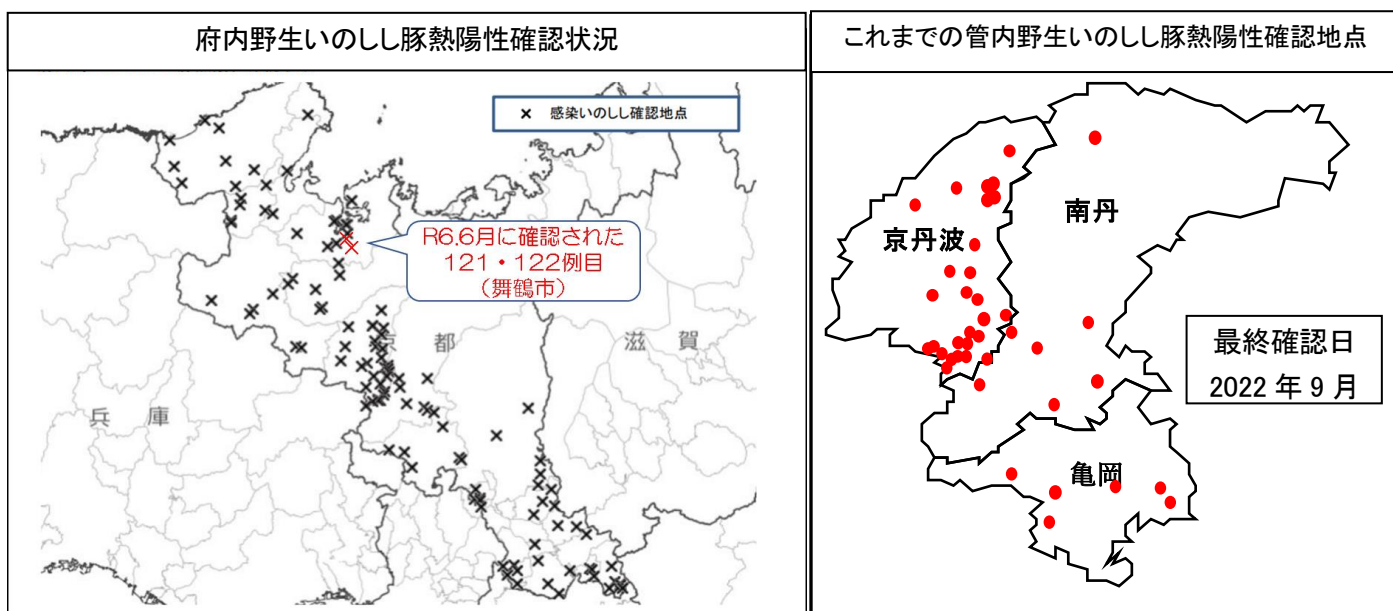 府内野生いのしし豚熱陽性確認状況
× 感染いのしし確認地点
R6.6月に確認された
121・122例目
(舞鶴市)
京都
滋賀
兵庫
これまでの管内野生いのしし豚熱陽性確認地点
南丹
京丹波
最終確認日
2022年9月
亀岡